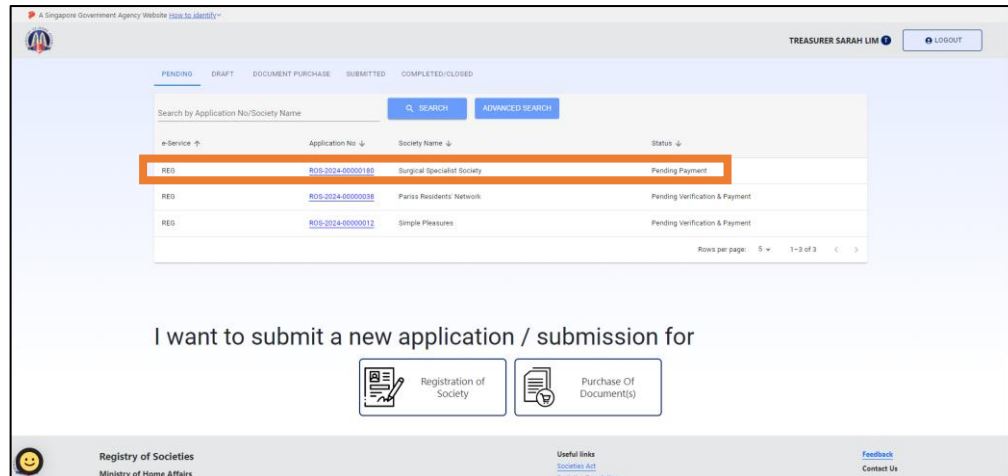 A Singapore Government Agency Website How to identify
TREASURER SARAH LIM T
LOGOUT
PENDING DRAFT DOCUMENT PURCHASE SUBMITTED COMPLETED/CLOSED
Search by Application No/Society Name
SEARCH
ADVANCED SEARCH
e-Service ↑ Application No ↓ Society Name ↓ Status ↓
REG ROS-2024-00000180 Surgical Specialist Society Pending Payment
REG ROS-2024-00000038 Pariss Residents' Network Pending Verification & Payment
REG ROS-2024-00000012 Simple Pleasures Pending Verification & Payment
Rows per page: 5 1–3 of 3 < >
I want to submit a new application / submission for
Registration of
Society
Purchase Of
Document(s)
Registry of Societies
Ministry of Home Affairs
Useful links
Societies Act
Feedback
Contact Us